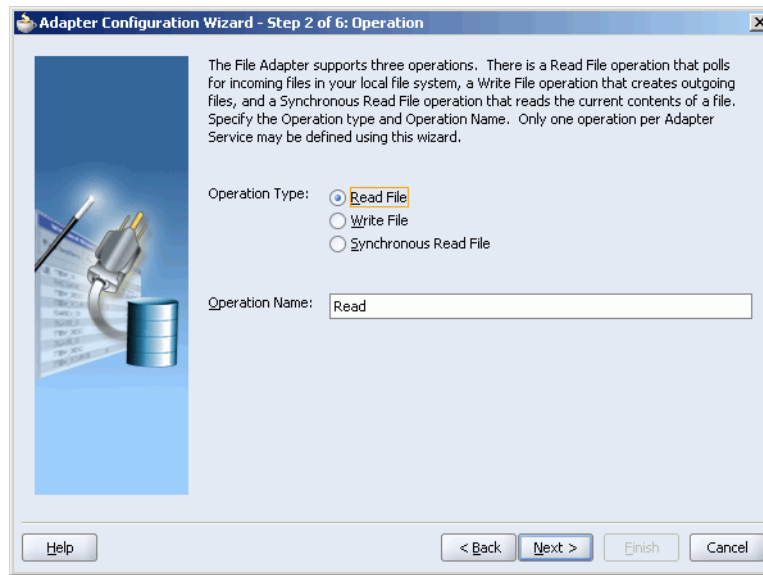 Adapter Configuration Wizard - Step 2 of 6: Operation
The File Adapter supports three operations. There is a Read File operation that polls
for incoming files in your local file system, a Write File operation that creates outgoing
files, and a Synchronous Read File operation that reads the current contents of a file.
Specify the Operation type and Operation Name. Only one operation per Adapter
Service may be defined using this wizard.
Operation Type:
Read File
Write File
Synchronous Read File
Operation Name:
Read
Help
< Back
Next >
Finish
Cancel